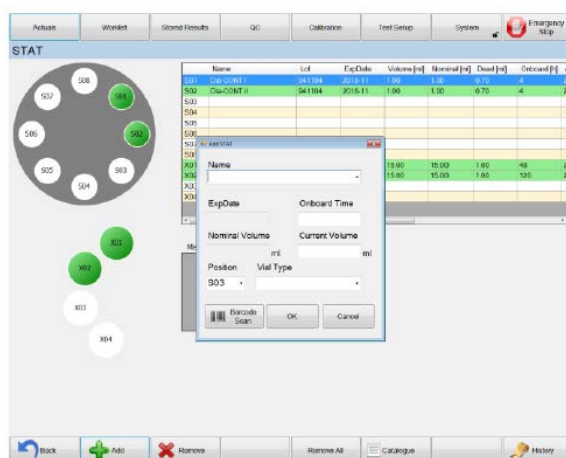 Actuals Worklist Stored Results QC Calibration Test Setup System Emergency Stop
STAT
Name Lot ExpDate Volume [ml] Nominal [ml] Dead [ml] Onboard [h]
S01 Dia-CONT I 941104 2016-11 1.00 1.00 0.70 4
S02 Dia-CONT II 941104 2016-11 1.00 1.00 0.70 4
S03
S04
S05
S06
S07
S08
X01 15.00 15.00 1.00 48
X02 15.00 15.00 1.00 120
X03
X04
S08
S07 S01
S06 S02
S05 S03
S04
X01
X02
X03
X04
Add STAT
Name
ExpDate Onboard Time
Nominal Volume Current Volume
ml ml
Position Vial Type
S03
Barcode Scan OK Cancel
Back Add Remove Remove All Catalogue History